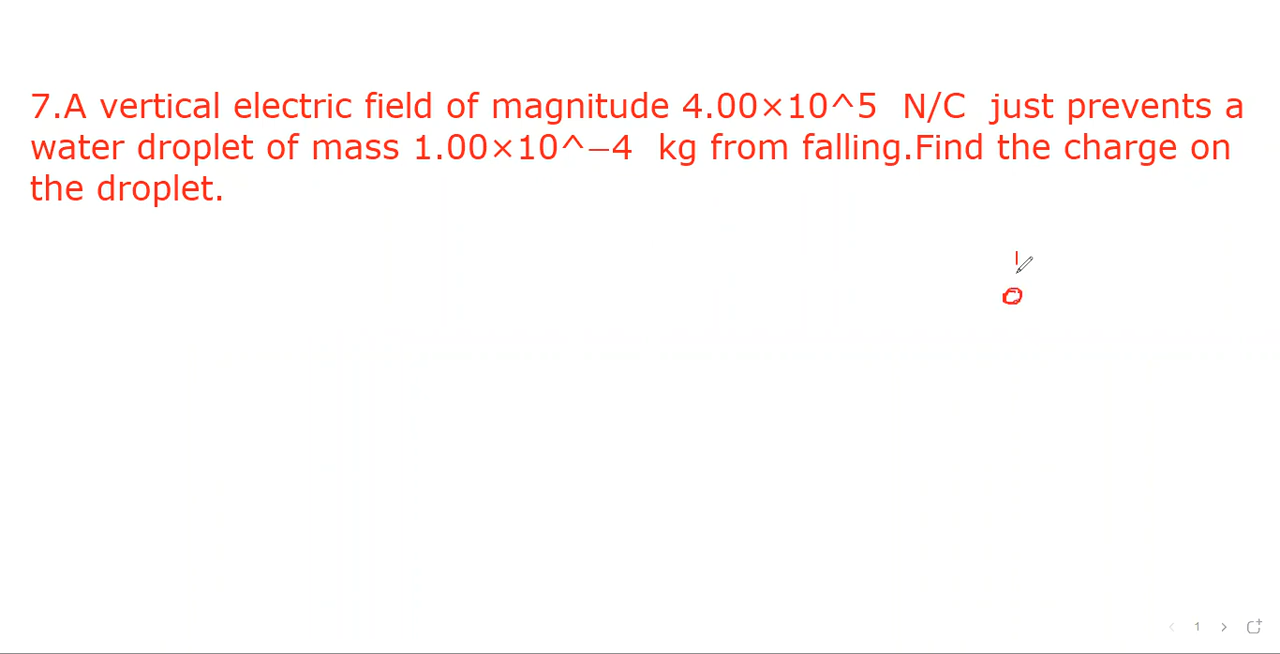 7.A vertical electric field of magnitude 4.00×10^5 N/C just prevents a
water droplet of mass 1.00×10^−4 kg from falling.Find the charge on
the droplet.
1